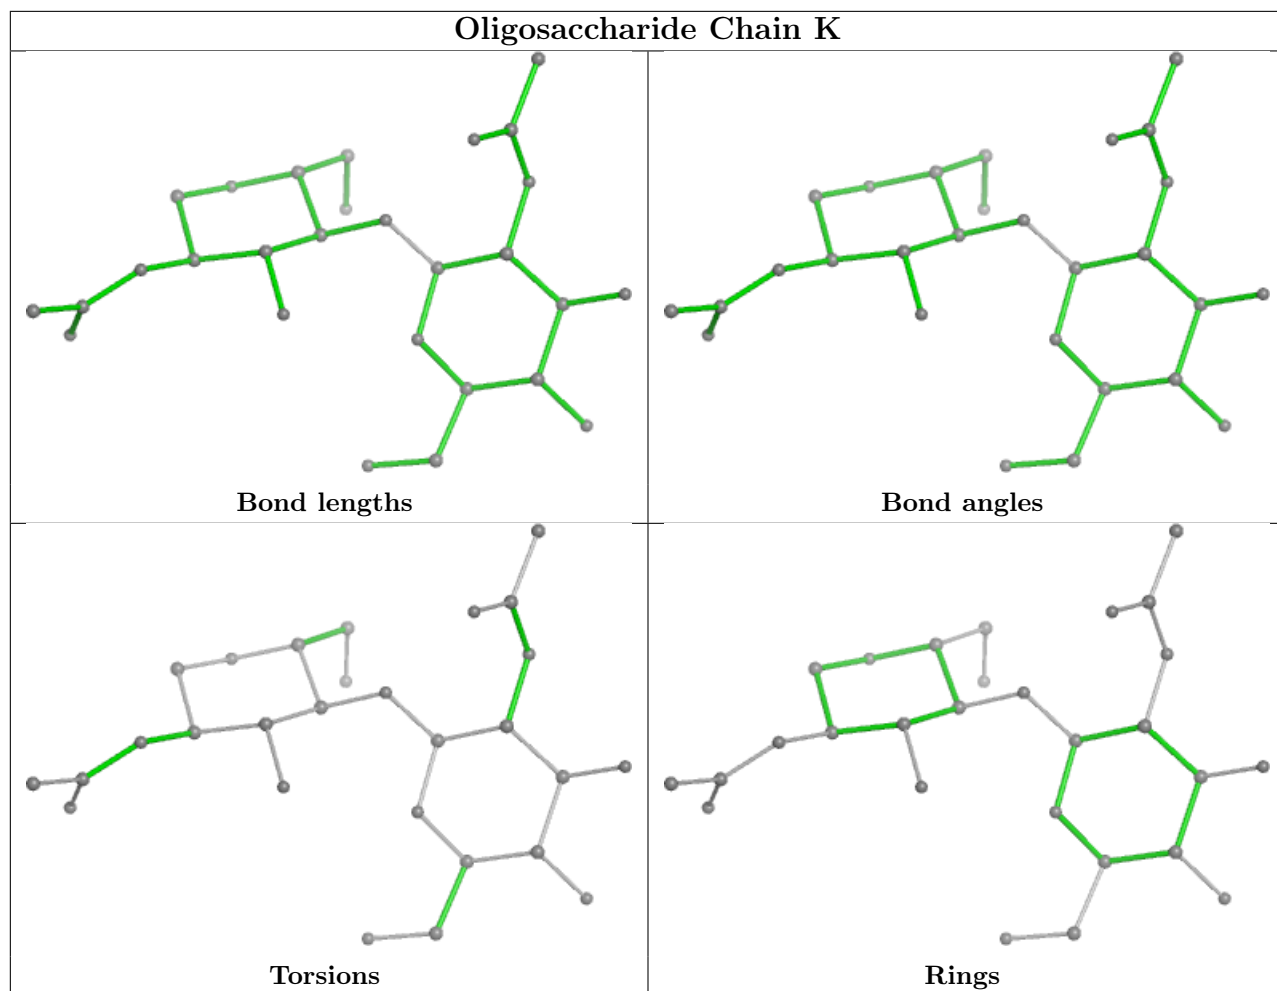 Oligosaccharide Chain K
Bond lengths
Bond angles
Torsions
Rings